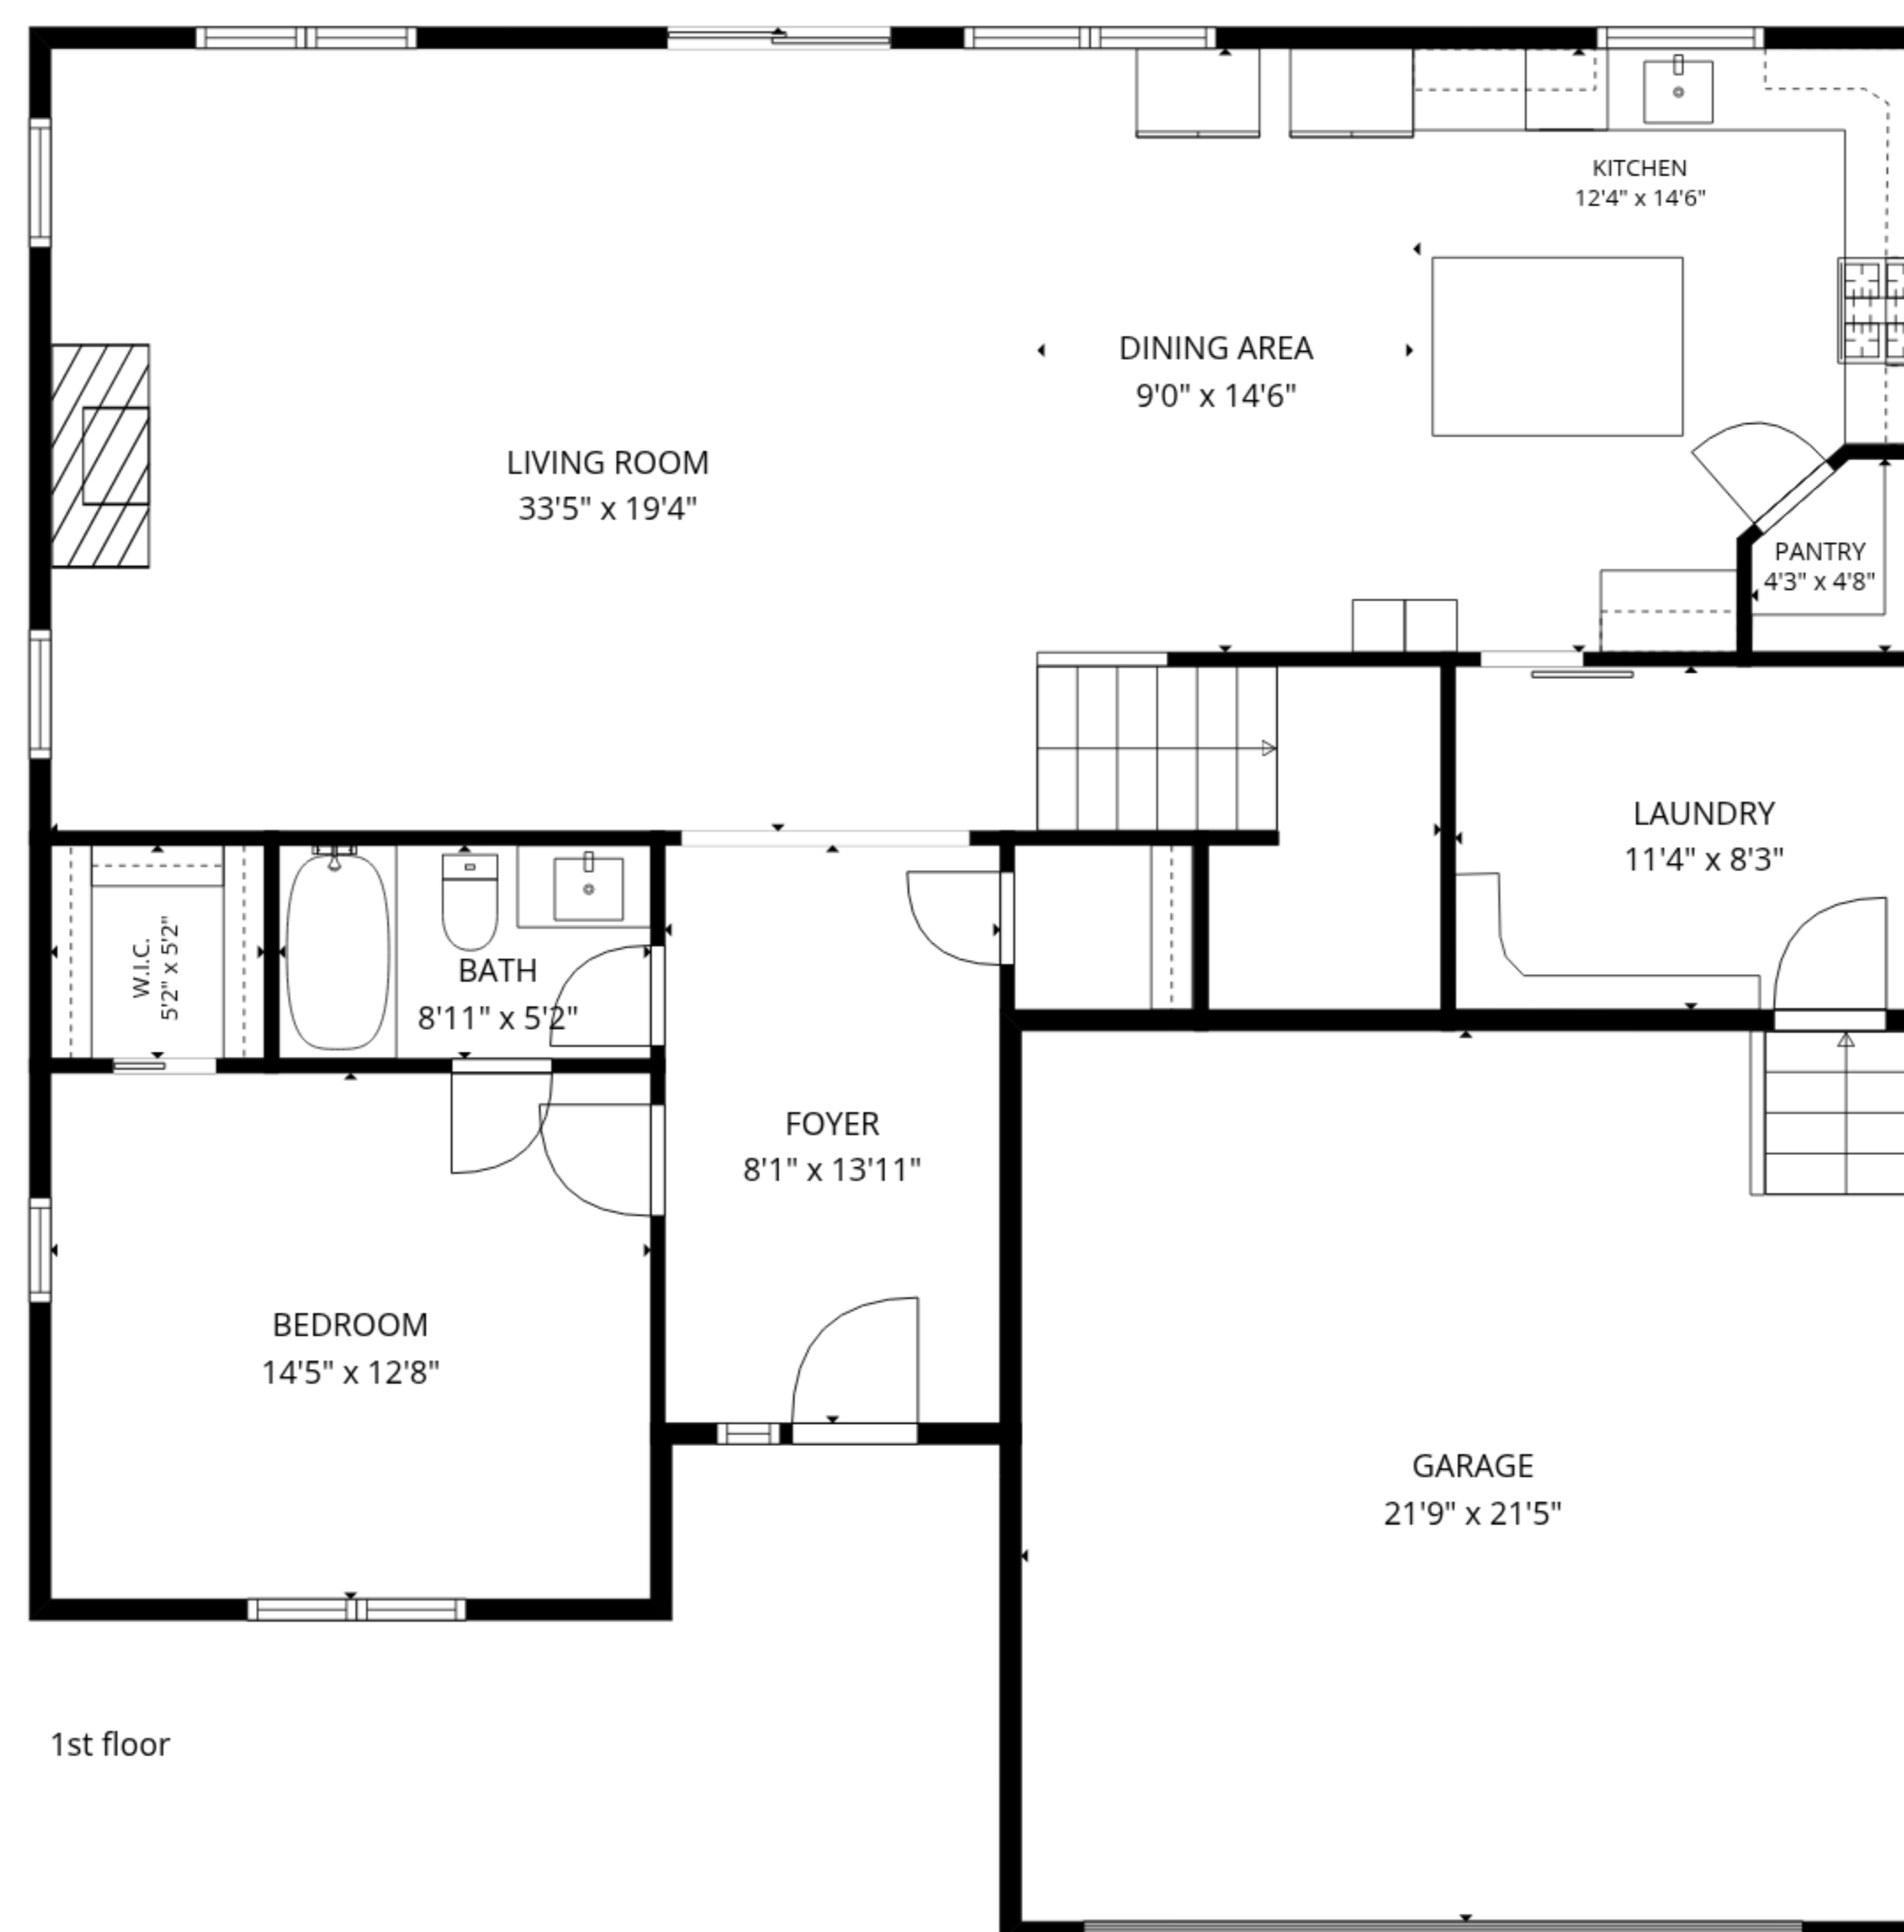 KITCHEN
12'4" x 14'6"
DINING AREA
9'0" x 14'6"
LIVING ROOM
33'5" x 19'4"
PANTRY
4'3" x 4'8"
LAUNDRY
11'4" x 8'3"
W.I.C.
5'2" x 5'2"
BATH
8'11" x 5'2"
FOYER
8'1" x 13'11"
BEDROOM
14'5" x 12'8"
GARAGE
21'9" x 21'5"
1st floor